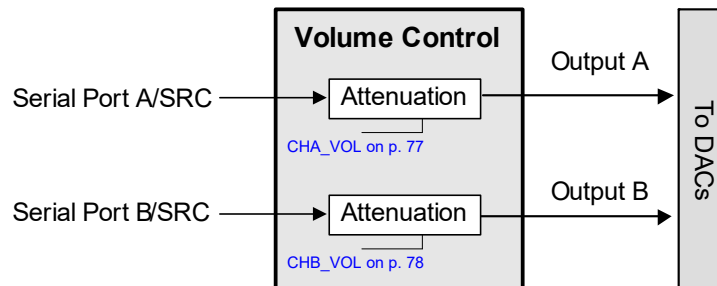 Volume Control
Output A
Serial Port A/SRC
Attenuation
CHA_VOL on p. 77
Output B
Serial Port B/SRC
Attenuation
CHB_VOL on p. 78
To DACs